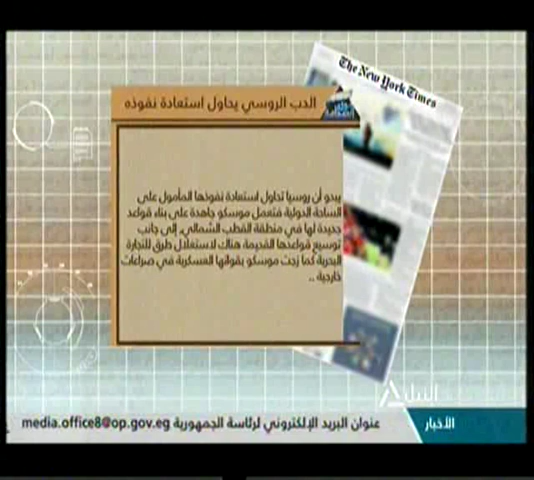 The New York Times
الدب الروسي يحاول استعادة نفوذه
يبدو أن روسيا تحاول استعادة نفوذها المأمول على
الساحة الدولية فتعمل موسكو جاهدة على بناء قواعد
جديدة لها في منطقة القطب الشمالي، إلى جانب
توسيع قواعدها القديمة هناك لاستغلال طرق للتجارة
البحرية كما زجت موسكو بقواتها العسكرية في صراعات
خارجية ..
النيل
الأخبار
عنوان البريد الإلكتروني لرئاسة الجمهورية media.office8@op.gov.eg